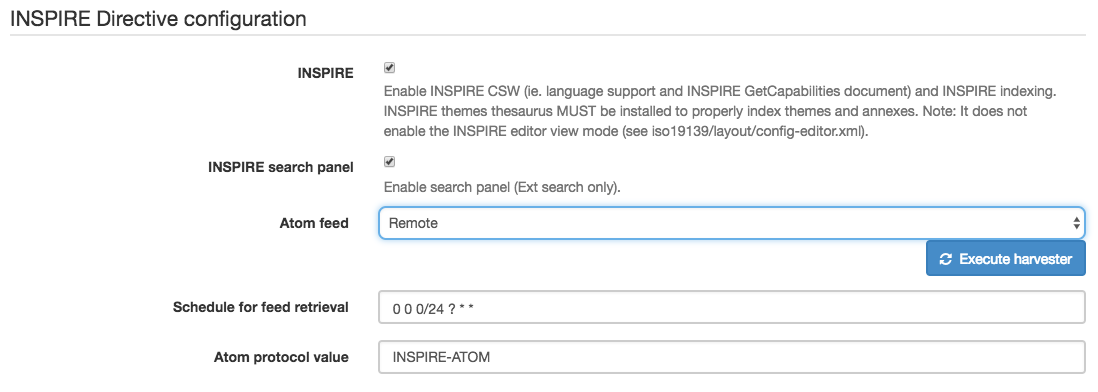 INSPIRE Directive configuration
INSPIRE
Enable INSPIRE CSW (ie. language support and INSPIRE GetCapabilities document) and INSPIRE indexing.
INSPIRE themes thesaurus MUST be installed to properly index themes and annexes. Note: It does not
enable the INSPIRE editor view mode (see iso19139/layout/config-editor.xml).
INSPIRE search panel
Enable search panel (Ext search only).
Atom feed
Remote
Execute harvester
Schedule for feed retrieval
0 0 0/24 ? * *
Atom protocol value
INSPIRE-ATOM